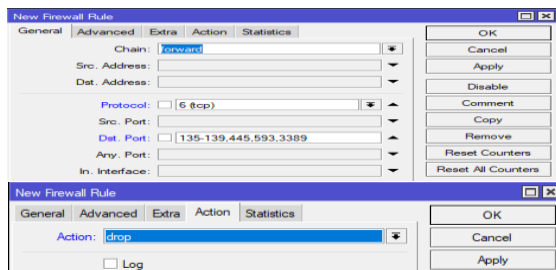 New Firewall Rule
General Advanced Extra Action Statistics
OK
Chain: forward
Cancel
Src. Address:
Apply
Dst. Address:
Disable
Protocol: 6 (tcp)
Comment
Src. Port:
Copy
Dst. Port: 135-139,445,593,3389
Remove
Any. Port:
Reset Counters
In. Interface:
Reset All Counters
New Firewall Rule
General Advanced Extra Action Statistics
OK
Action: drop
Cancel
Log
Apply